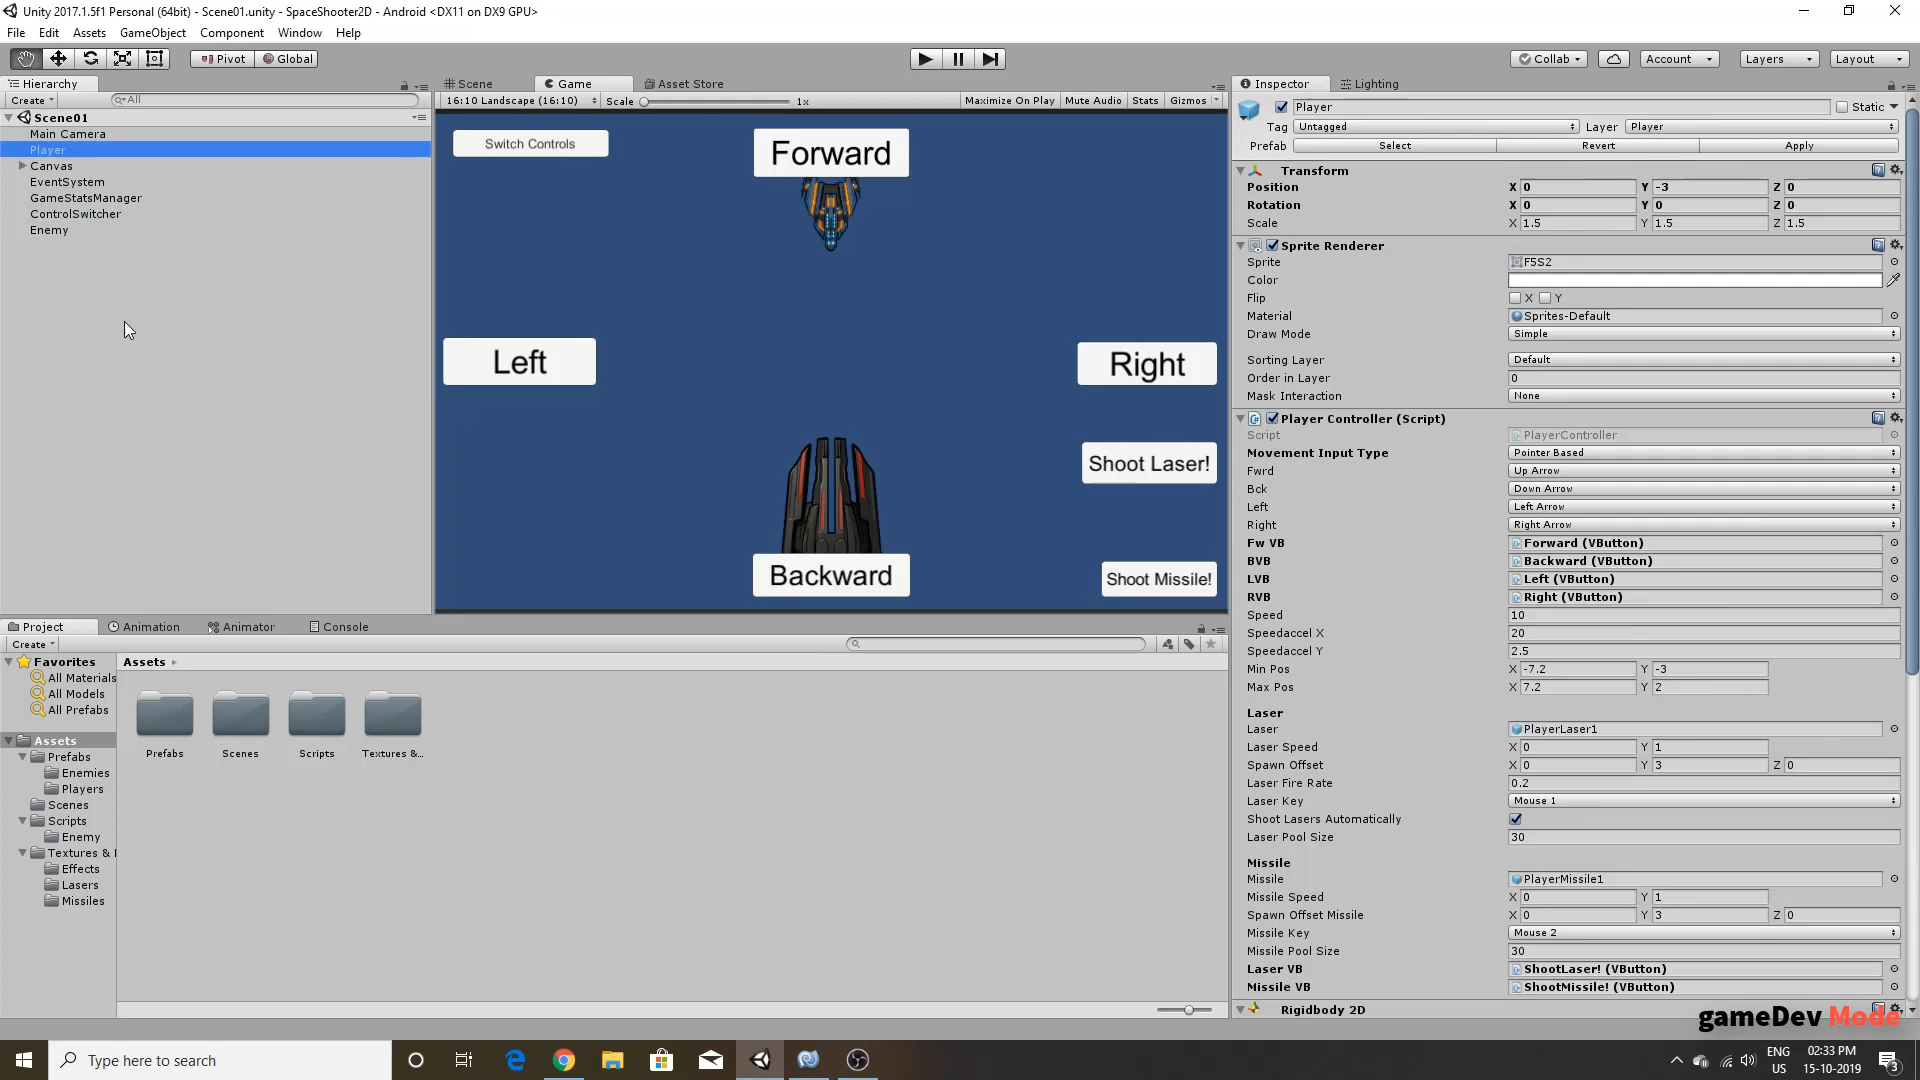 Unity 2017.1.5f1 Personal (64bit) - Scene01.unity - SpaceShooter2D - Android <DX11 on DX9 GPU>
File Edit Assets GameObject Component Window Help
Pivot Global Collab Account Layers Layout
Hierarchy Scene Game Asset Store Inspector Lighting
Create All 16:10 Landscape (16:10) Scale 1x Maximize On Play Mute Audio Stats Gizmos
Scene01
Main Camera
Player
Canvas
EventSystem
GameStatsManager
ControlSwitcher
Enemy
Switch Controls
Forward
Left
Right
Shoot Laser!
Backward
Shoot Missile!
Player Static
Tag Untagged Layer Player
Prefab Select Revert Apply
Transform
Position X 0 Y -3 Z 0
Rotation X 0 Y 0 Z 0
Scale X 1.5 Y 1.5 Z 1.5
Sprite Renderer
Sprite F5S2
Color
Flip X Y
Material Sprites-Default
Draw Mode Simple
Sorting Layer Default
Order in Layer 0
Mask Interaction None
Player Controller (Script)
Script PlayerController
Movement Input Type Pointer Based
Fwrd Up Arrow
Bck Down Arrow
Left Left Arrow
Right Right Arrow
Fw VB Forward (VButton)
BVB Backward (VButton)
LVB Left (VButton)
RVB Right (VButton)
Speed 10
Speedaccel X 20
Speedaccel Y 2.5
Min Pos X -7.2 Y -3
Max Pos X 7.2 Y 2
Laser
Laser PlayerLaser1
Laser Speed X 0 Y 1
Spawn Offset X 0 Y 3 Z 0
Laser Fire Rate 0.2
Laser Key Mouse 1
Shoot Lasers Automatically
Laser Pool Size 30
Missile
Missile PlayerMissile1
Missile Speed X 0 Y 1
Spawn Offset Missile X 0 Y 3 Z 0
Missile Key Mouse 2
Missile Pool Size 30
Laser VB ShootLaser! (VButton)
Missile VB ShootMissile! (VButton)
Rigidbody 2D
Project Animation Animator Console
Create
Favorites
All Materials
All Models
All Prefabs
Assets
Prefabs
Enemies
Players
Scenes
Scripts
Enemy
Textures &
Effects
Lasers
Missiles
Assets
Prefabs Scenes Scripts Textures &...
gameDev Mode
Type here to search
ENG
US
02:33 PM
15-10-2019
3